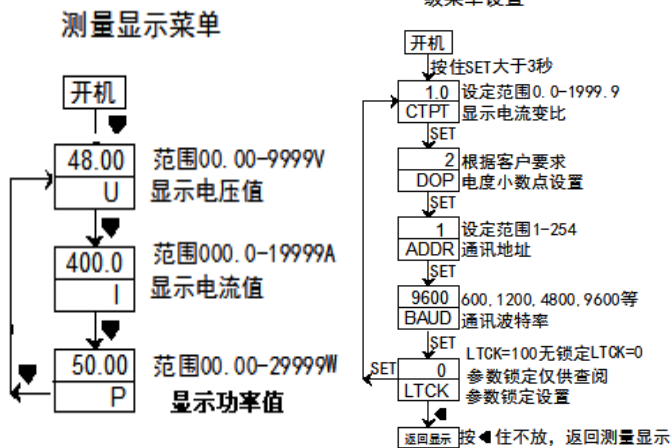 测量显示菜单
开机
48.00
U
范围00.00-9999V
显示电压值
400.0
I
范围000.0-19999A
显示电流值
50.00
P
范围00.00-29999W
显示功率值
级菜单设置
开机
按住SET大于3秒
1.0
CTPT
设定范围0.0-1999.9
显示电流变比
SET
2
DOP
根据客户要求
电度小数点设置
SET
1
ADDR
设定范围1-254
通讯地址
SET
9600
BAUD
600,1200,4800,9600等
通讯波特率
SET
LTCK=100无锁定LTCK=0
SET
0
LTCK
参数锁定仅供查阅
参数锁定设置
返回显示
按◀住不放，返回测量显示